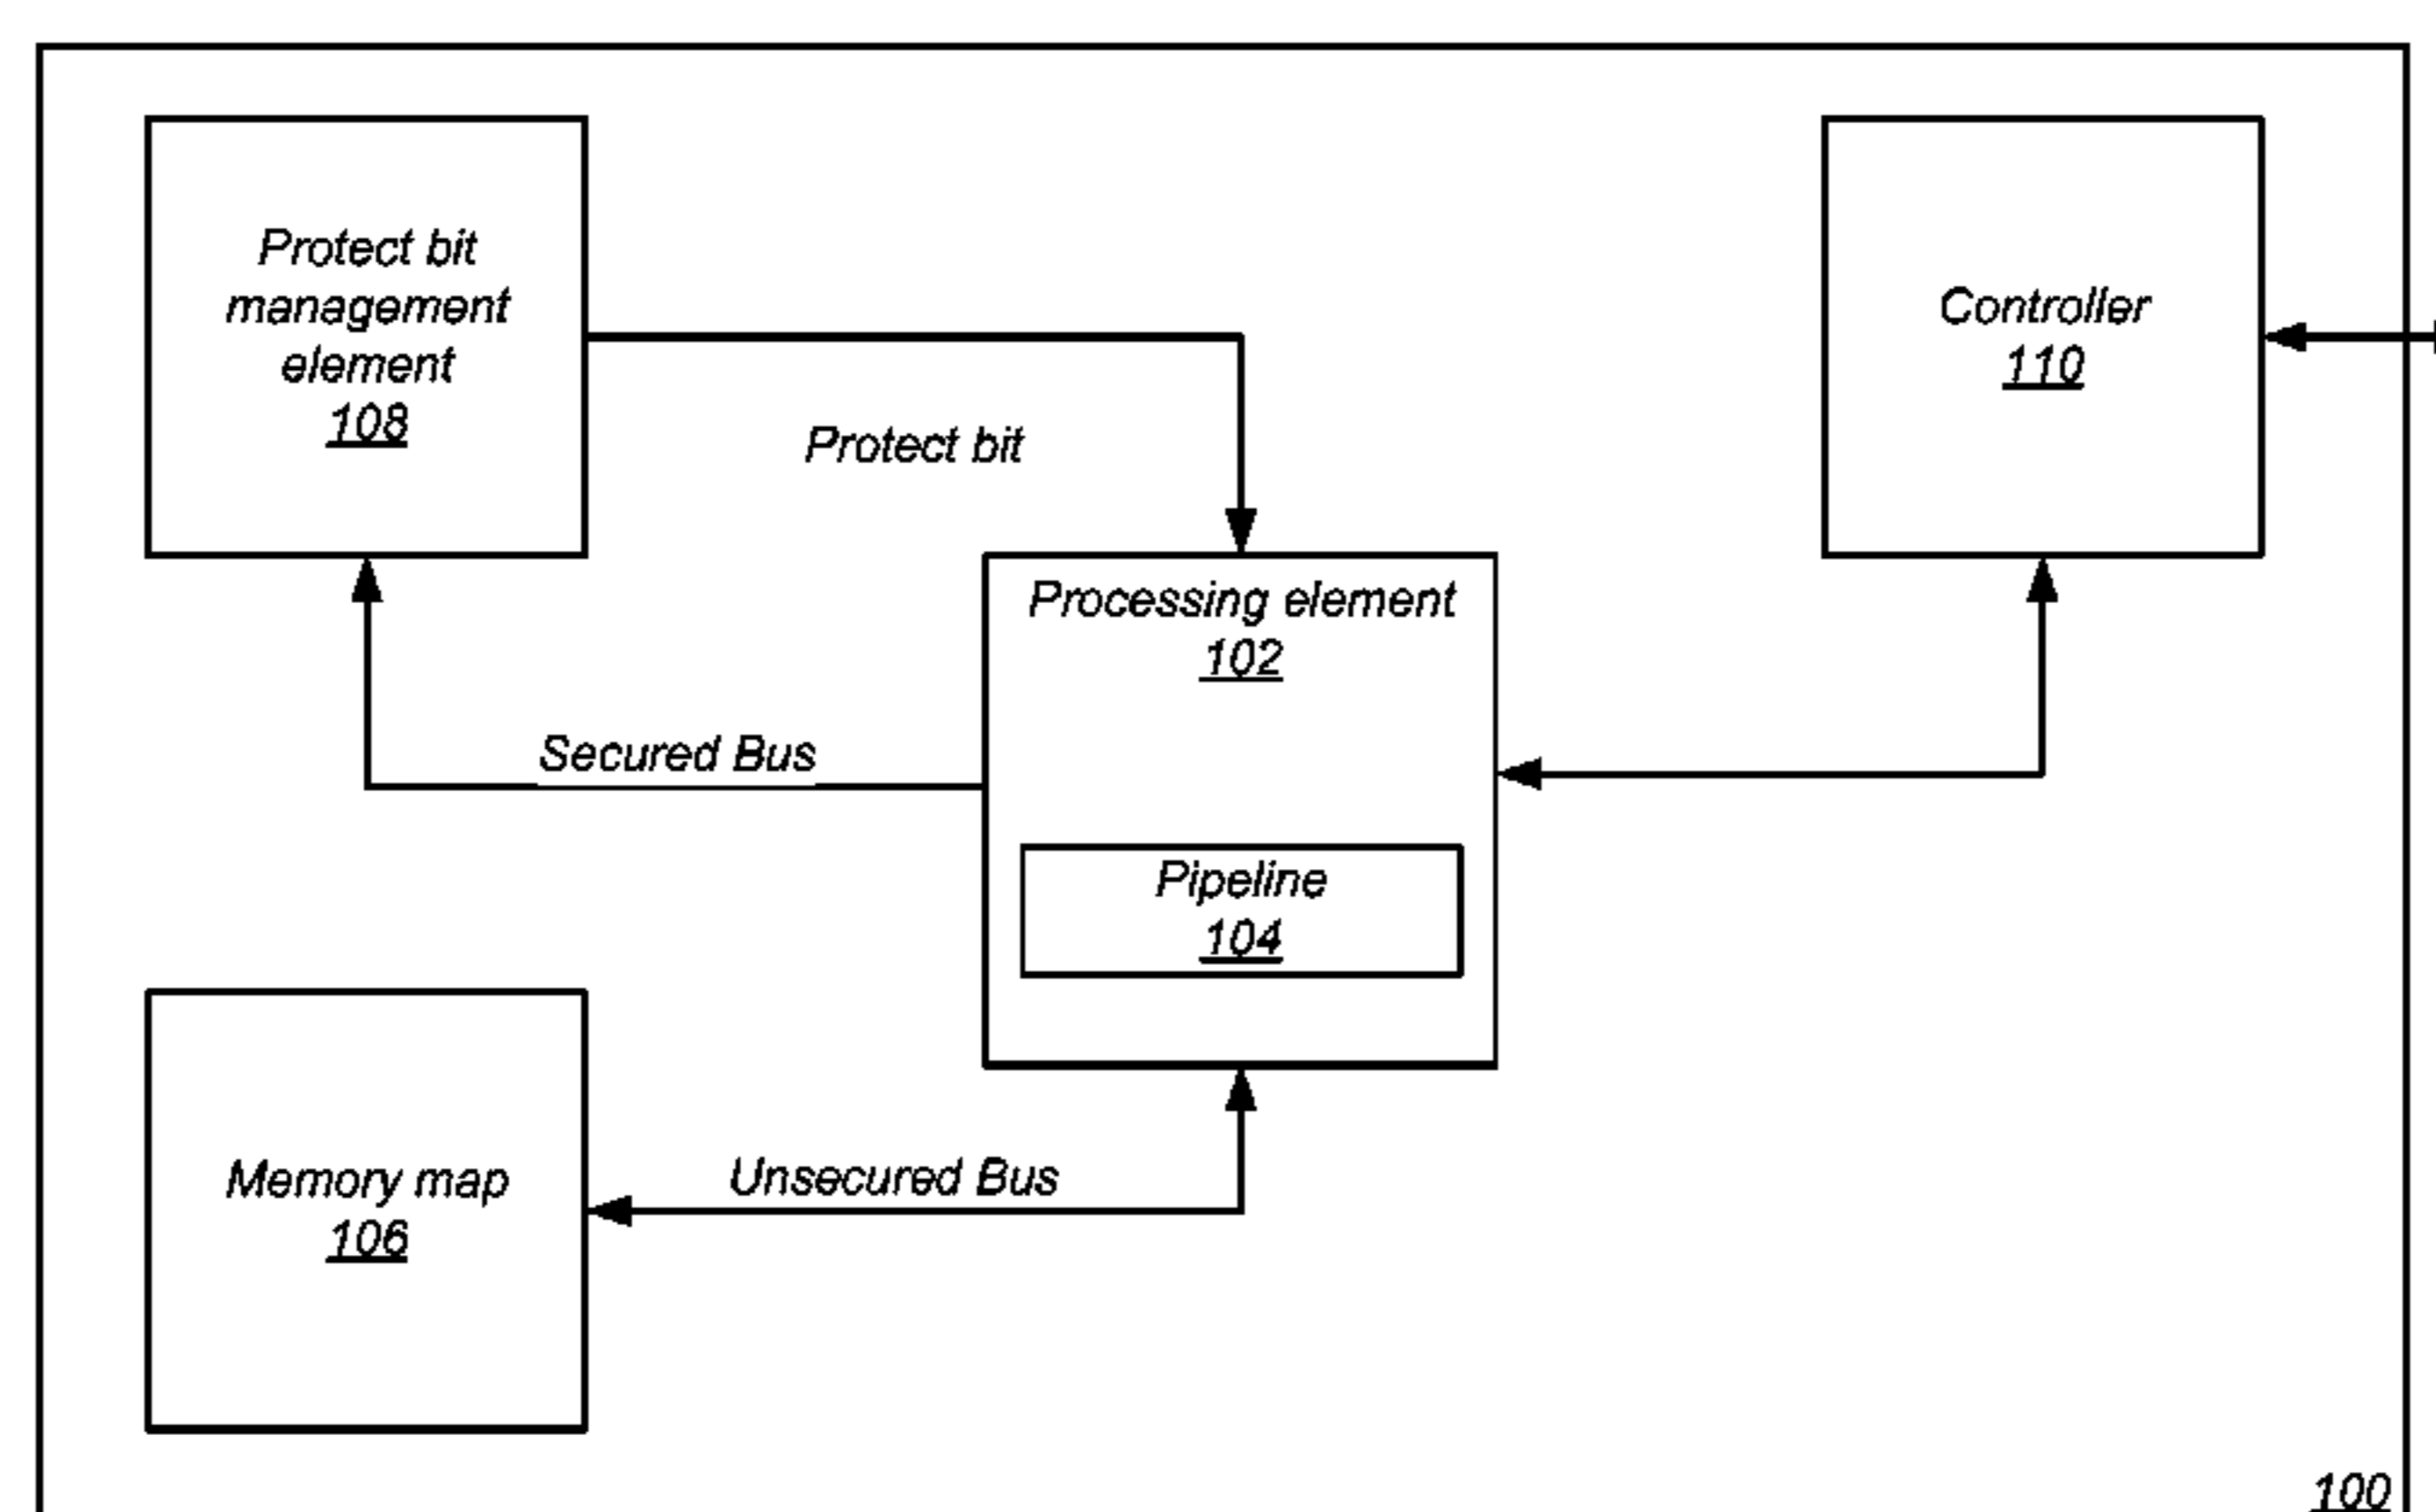 Protect bit
management
element
108
Controller
110
Protect bit
Processing element
102
Secured Bus
Pipeline
104
Memory map
106
Unsecured Bus
100